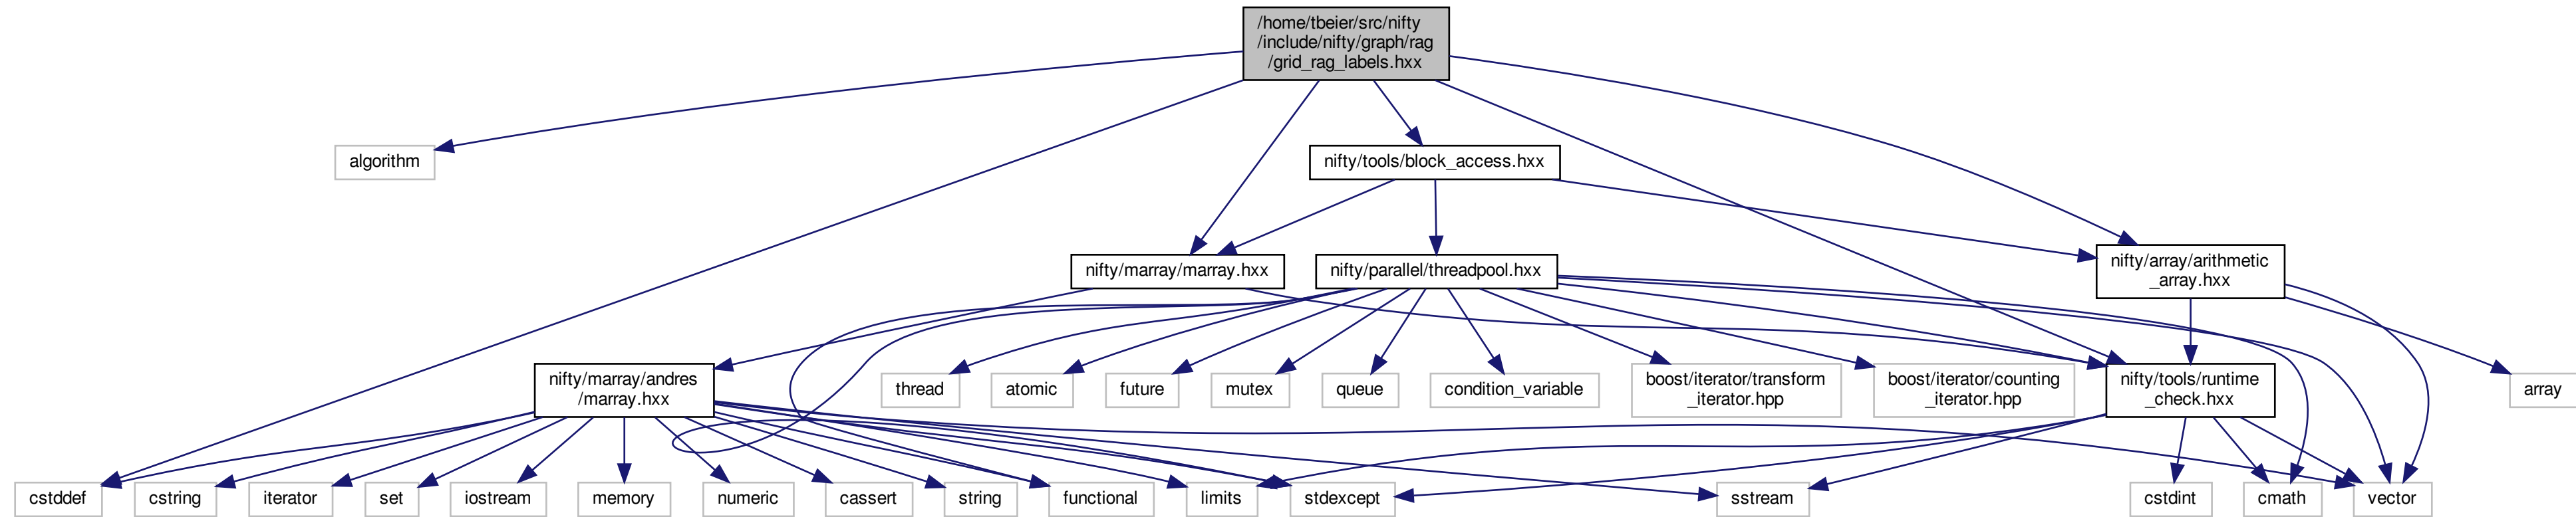 /home/tbeier/src/nifty
/include/nifty/graph/rag
/grid_rag_labels.hxx
algorithm
nifty/tools/block_access.hxx
nifty/marray/marray.hxx
nifty/parallel/threadpool.hxx
nifty/array/arithmetic
_array.hxx
nifty/marray/andres
/marray.hxx
thread
atomic
future
mutex
queue
condition_variable
boost/iterator/transform
_iterator.hpp
boost/iterator/counting
_iterator.hpp
nifty/tools/runtime
_check.hxx
array
cstddef
cstring
iterator
set
iostream
memory
numeric
cassert
string
functional
limits
stdexcept
sstream
cstdint
cmath
vector